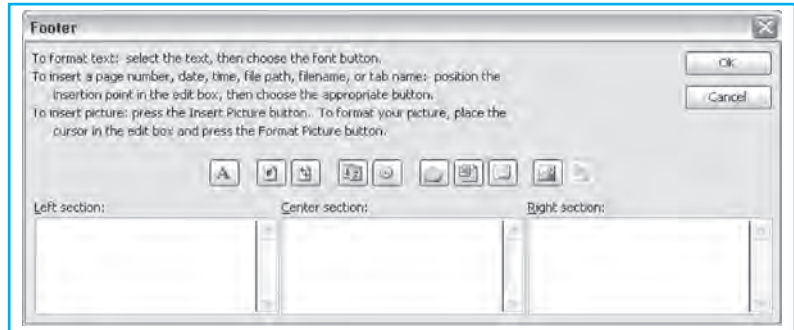 Footer
To format text: select the text, then choose the font button.
To insert a page number, date, time, file path, filename, or tab name: position the
insertion point in the edit box, then choose the appropriate button.
To insert picture: press the Insert Picture button. To format your picture, place the
cursor in the edit box and press the Format Picture button.
OK
Cancel
A
Left section:
Center section:
Right section: